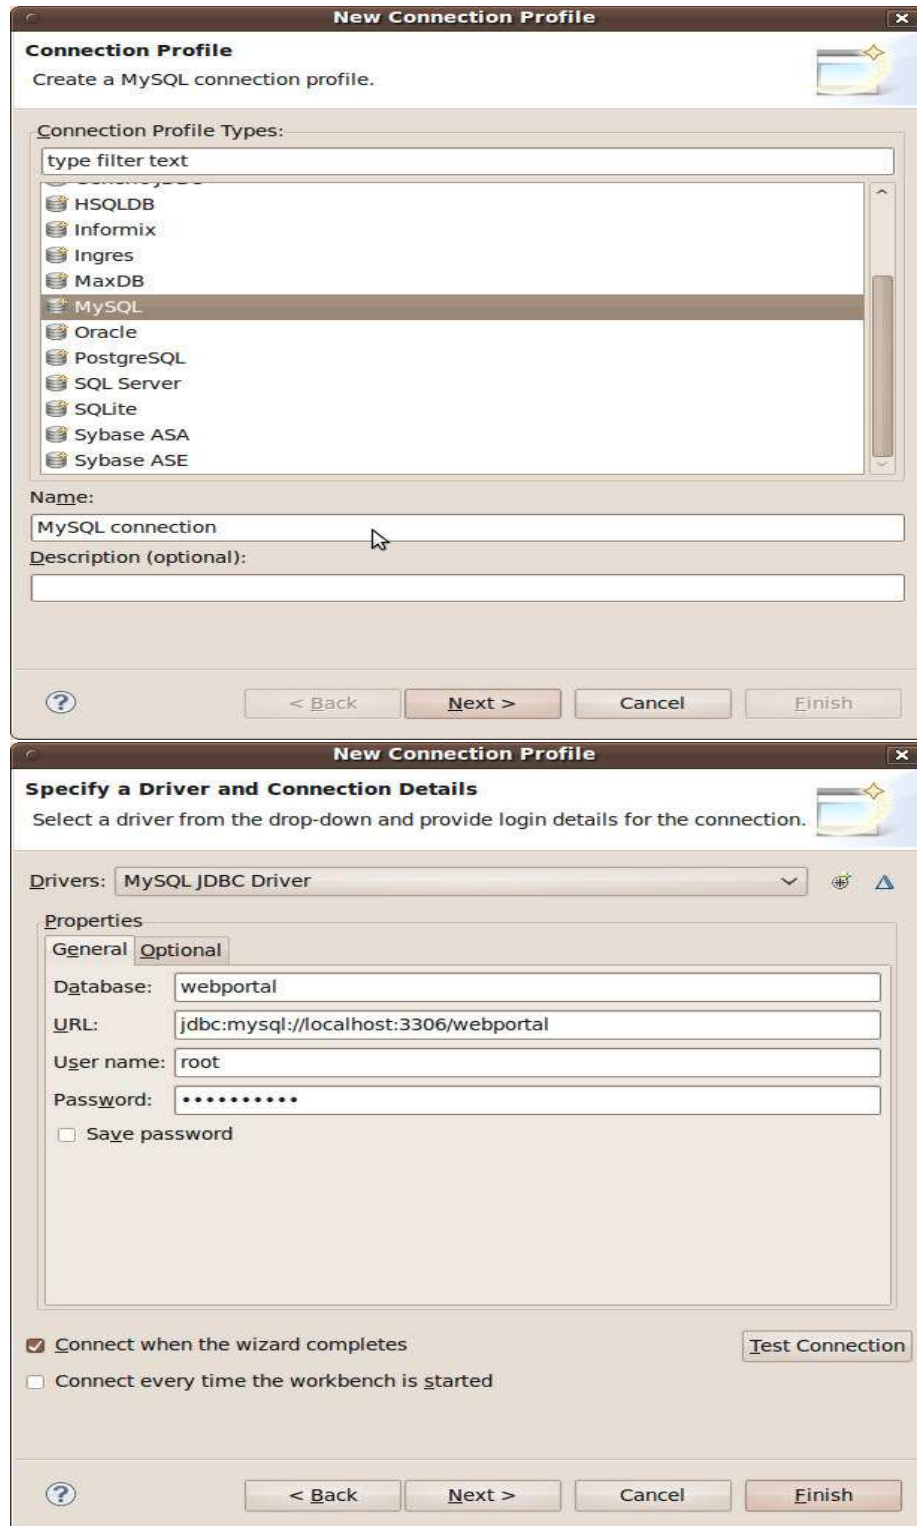 New Connection Profile
Connection Profile
Create a MySQL connection profile.
Connection Profile Types:
type filter text
HSQLDB
Informix
Ingres
MaxDB
MySQL
Oracle
PostgreSQL
SQL Server
SQLite
Sybase ASA
Sybase ASE
Name:
MySQL connection
Description (optional):
< Back Next > Cancel Finish
New Connection Profile
Specify a Driver and Connection Details
Select a driver from the drop-down and provide login details for the connection.
Drivers: MySQL JDBC Driver
Properties
General Optional
Database: webportal
URL: jdbc:mysql://localhost:3306/webportal
User name: root
Password: ••••••••••
Save password
Connect when the wizard completes
Test Connection
Connect every time the workbench is started
< Back Next > Cancel Finish